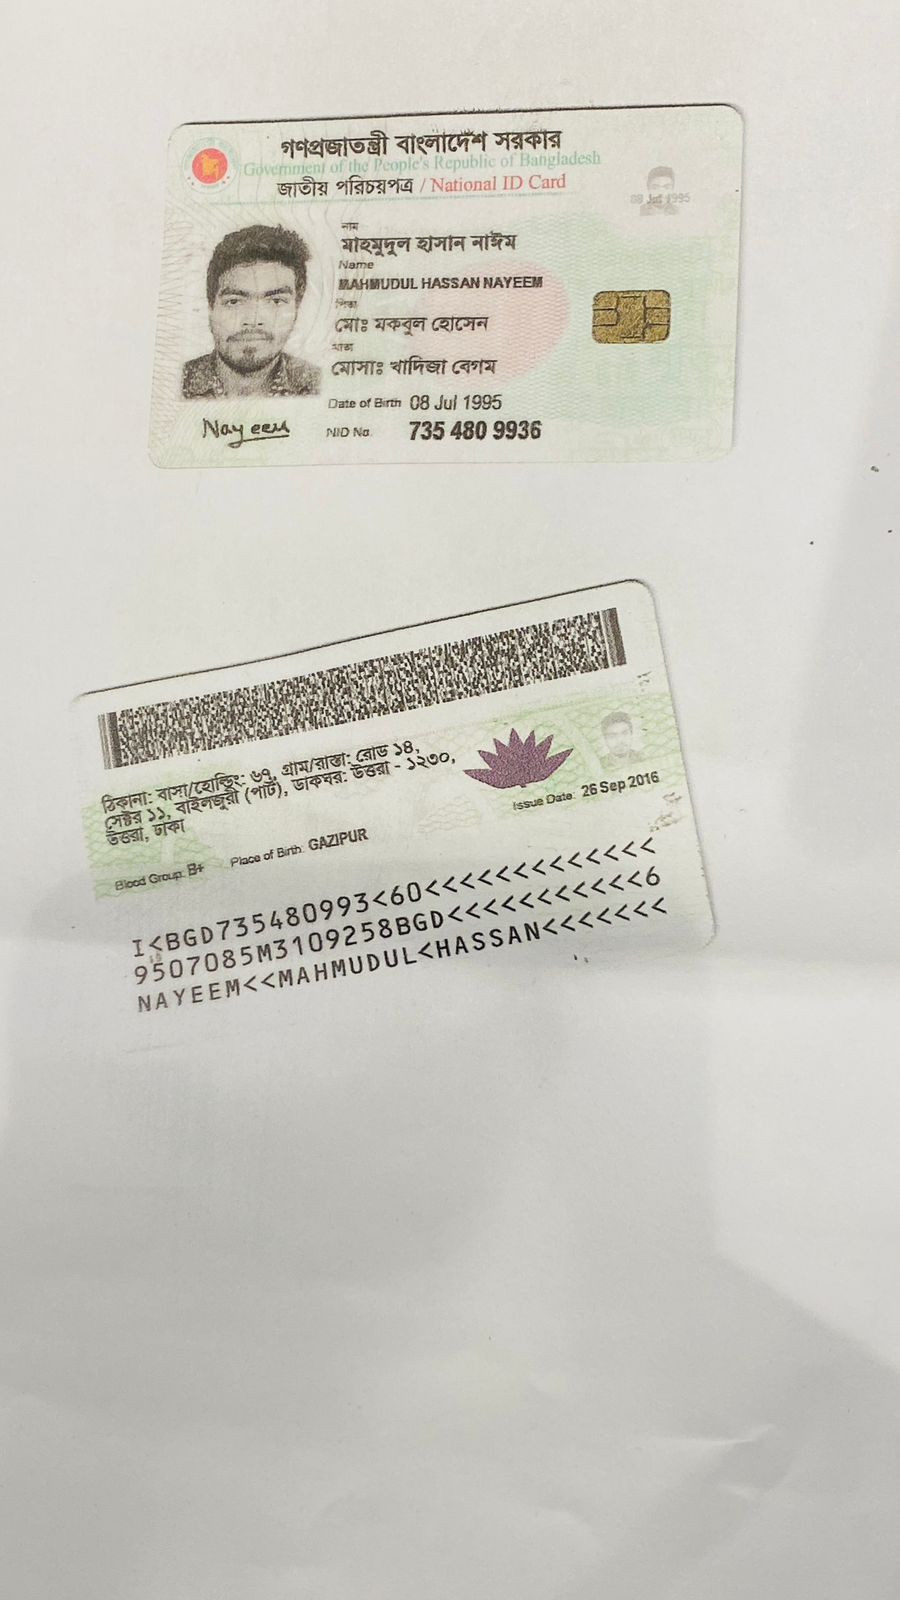 গণপ্রজাতন্ত্রী বাংলাদেশ সরকার
Government of the People's Republic of Bangladesh
জাতীয় পরিচয়পত্র / National ID Card
08 Jul 1995
নাম
মাহমুদুল হাসান নাঈম
Name
MAHMUDUL HASSAN NAYEEM
পিতা
মোঃ মকবুল হোসেন
মাতা
মোসাঃ খাদিজা বেগম
Date of Birth 08 Jul 1995
Nayeem
NID No. 735 480 9936
ঠিকানা: বাসা/হোল্ডিং: ৬৭, গ্রাম/রাস্তা: রোড ১৪,
সেক্টর ১১, বাইলজুরী (পার্ট), ডাকঘর: উত্তরা - ১২৩০,
উত্তরা, ঢাকা
Blood Group: B+ Place of Birth: GAZIPUR Issue Date: 26 Sep 2016
I<BGD735480993<60<<<<<<<<<<<<<
9507085M3109258BGD<<<<<<<<<<<6
NAYEEM<<MAHMUDUL<HASSAN<<<<<<<